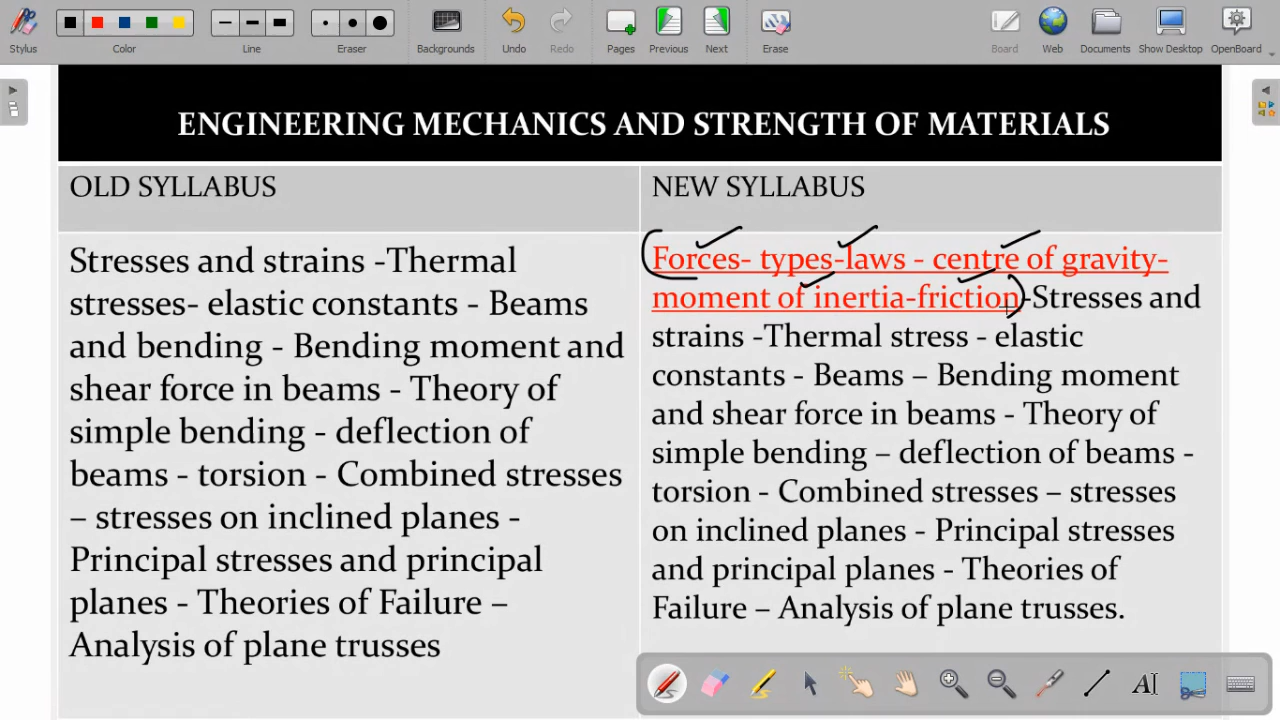 Stylus
Color
Line
Eraser
Backgrounds
Undo
Redo
Pages
Previous
Next
Erase
Board
Web
Documents
Show Desktop
OpenBoard
ENGINEERING MECHANICS AND STRENGTH OF MATERIALS
OLD SYLLABUS
Stresses and strains -Thermal
stresses- elastic constants - Beams
and bending - Bending moment and
shear force in beams - Theory of
simple bending - deflection of
beams - torsion - Combined stresses
– stresses on inclined planes -
Principal stresses and principal
planes - Theories of Failure –
Analysis of plane trusses
NEW SYLLABUS
Forces- types-laws - centre of gravity-
moment of inertia-friction-Stresses and
strains -Thermal stress - elastic
constants - Beams – Bending moment
and shear force in beams - Theory of
simple bending – deflection of beams -
torsion - Combined stresses – stresses
on inclined planes - Principal stresses
and principal planes - Theories of
Failure – Analysis of plane trusses.
AI